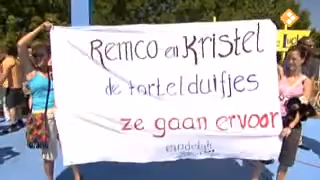 Remco en Kristel
de tortelduifjes
ze gaan ervoor